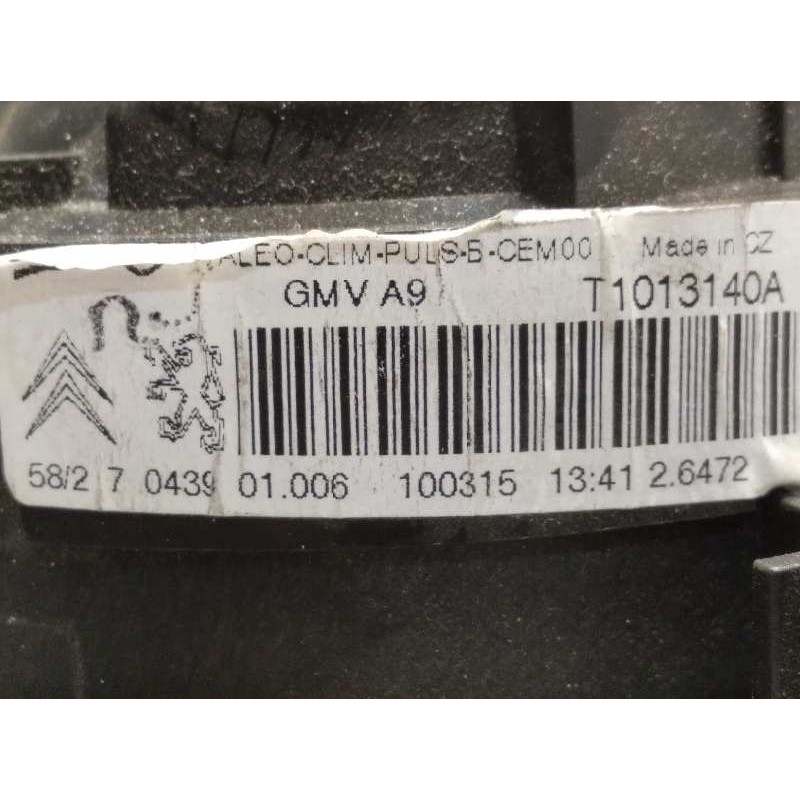 ALEO-CLIM-PULS-B-CEM00 Made in CZ
GMV A9 T1013140A
58/2 7 0439 01.006 100315 13:41 2.6472